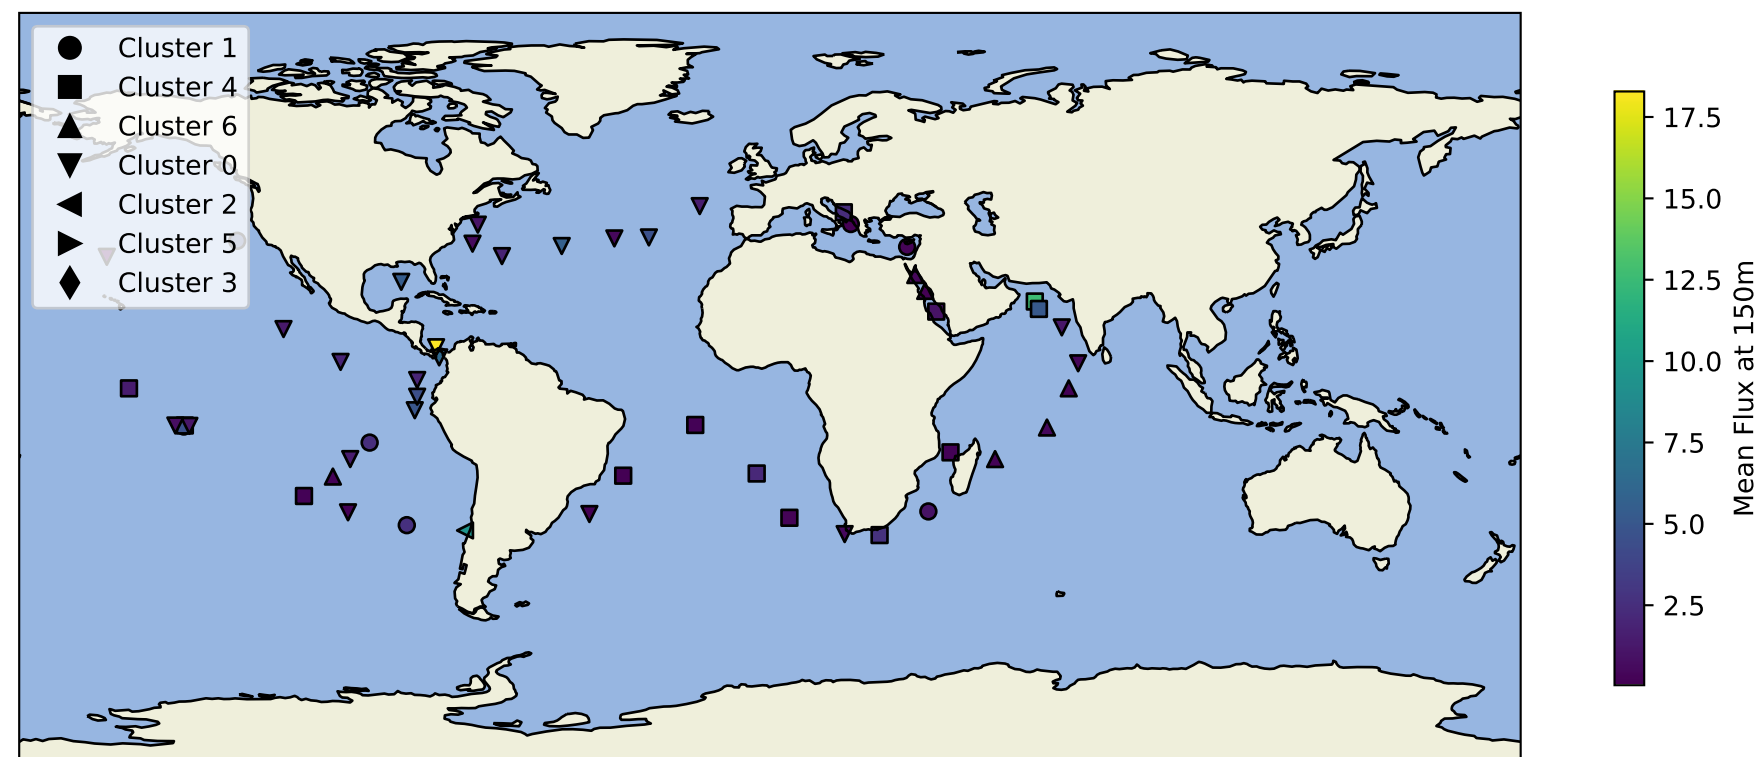 Cluster 1
Cluster 4
Cluster 6
Cluster 0
Cluster 2
Cluster 5
Cluster 3
17.5
15.0
12.5
10.0
7.5
5.0
2.5
Mean Flux at 150m